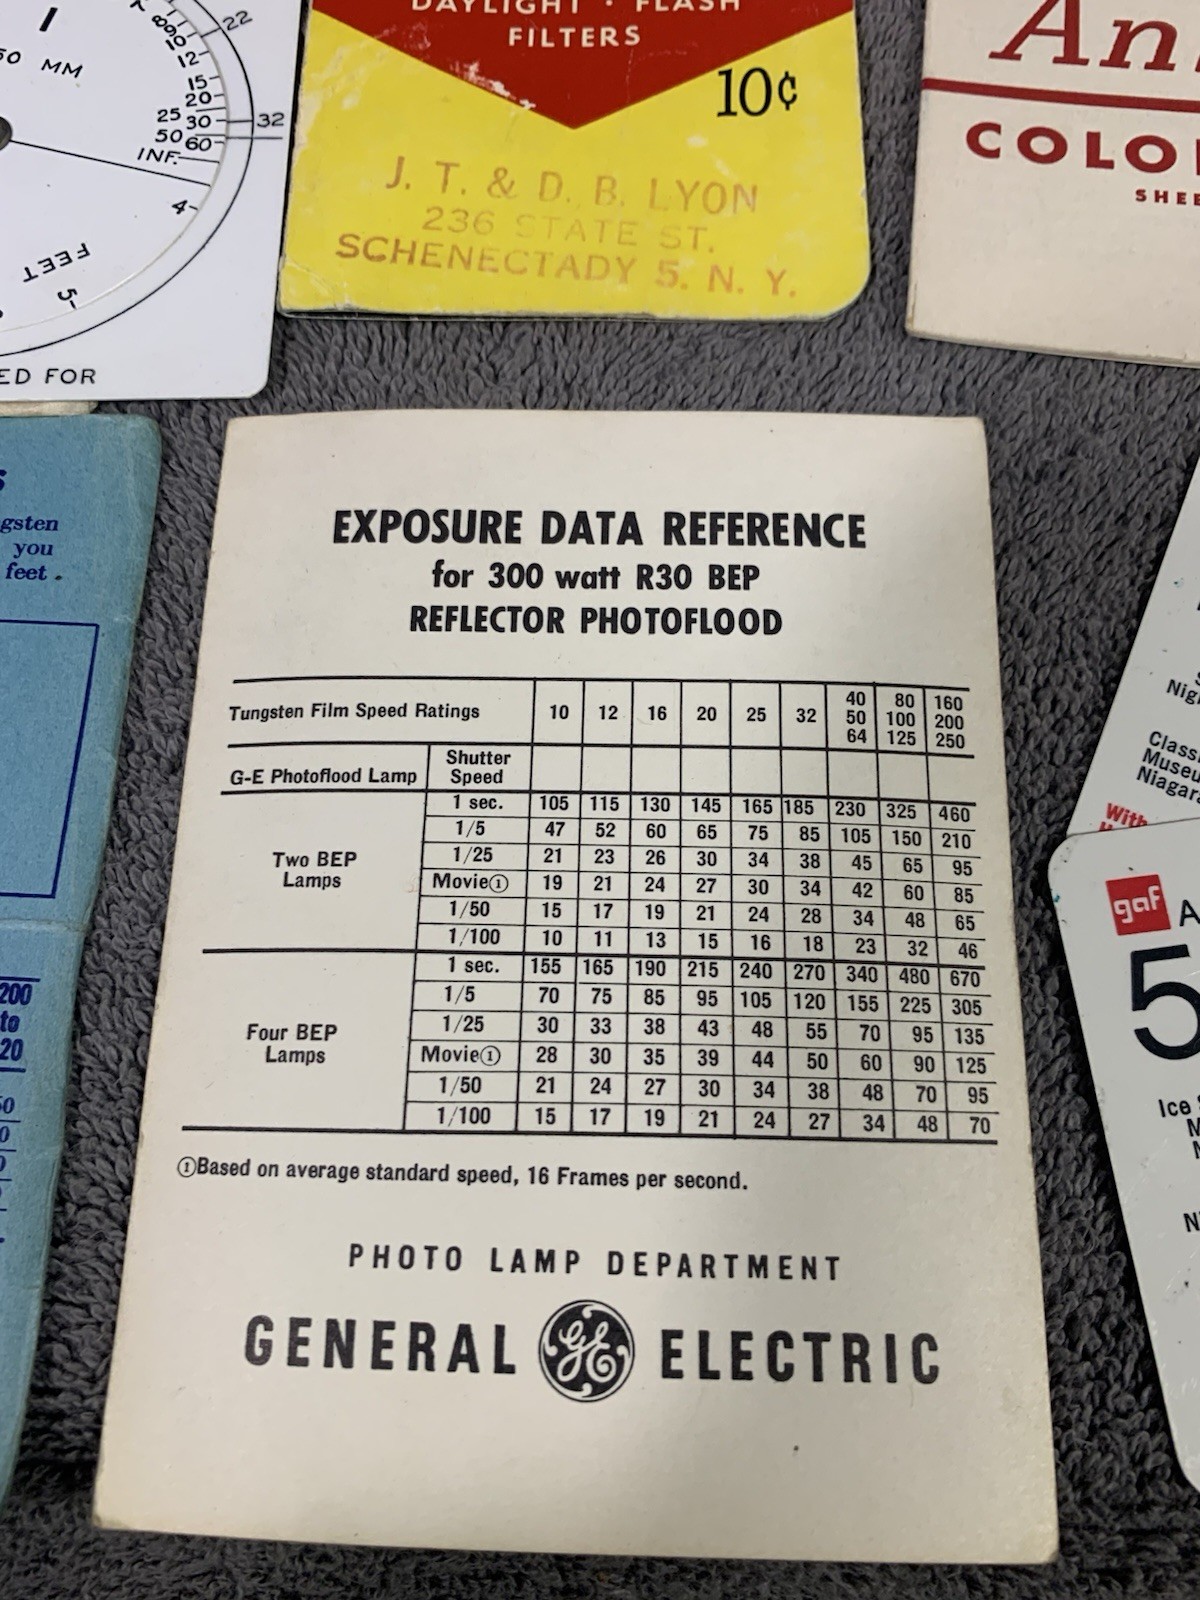 50 MM
8
90
10
12
15
20
25 30
50 60
INF.
22
32
4
FEET
5
ED FOR
DAYLIGHT · FLASH
FILTERS
10¢
J. T. & D. B. LYON
236 STATE ST.
SCHENECTADY 5. N. Y.
COLO
SHEE
gsten
you
feet.
200
to
20
EXPOSURE DATA REFERENCE
for 300 watt R30 BEP
REFLECTOR PHOTOFLOOD
Tungsten Film Speed Ratings 10 12 16 20 25 32 40 50 64 80 100 125 160 200 250
G-E Photoflood Lamp Shutter Speed
Two BEP Lamps
1 sec. 105 115 130 145 165 185 230 325 460
1/5 47 52 60 65 75 85 105 150 210
1/25 21 23 26 30 34 38 45 65 95
Movie① 19 21 24 27 30 34 42 60 85
1/50 15 17 19 21 24 28 34 48 65
1/100 10 11 13 15 16 18 23 32 46
Four BEP Lamps
1 sec. 155 165 190 215 240 270 340 480 670
1/5 70 75 85 95 105 120 155 225 305
1/25 30 33 38 43 48 55 70 95 135
Movie① 28 30 35 39 44 50 60 90 125
1/50 21 24 27 30 34 38 48 70 95
1/100 15 17 19 21 24 27 34 48 70
①Based on average standard speed, 16 Frames per second.
PHOTO LAMP DEPARTMENT
GENERAL GE ELECTRIC
Nig
Class
Museu
Niagara
With
gaf A
5
Ice